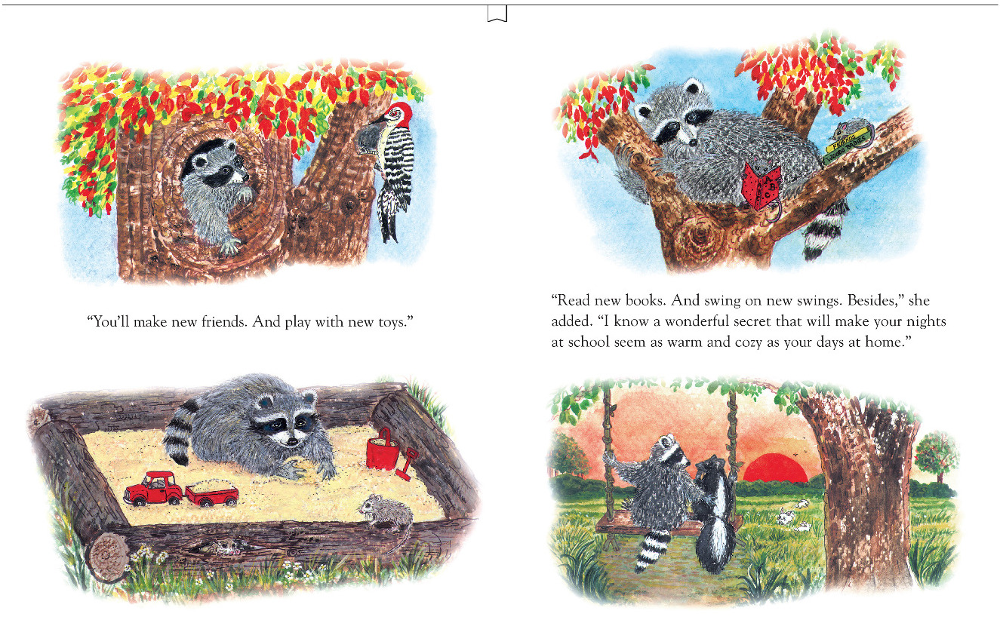 "You'll make new friends. And play with new toys."
"Read new books. And swing on new swings. Besides," she
added. "I know a wonderful secret that will make your nights
at school seem as warm and cozy as your days at home."
FRIENDS
A
B
C